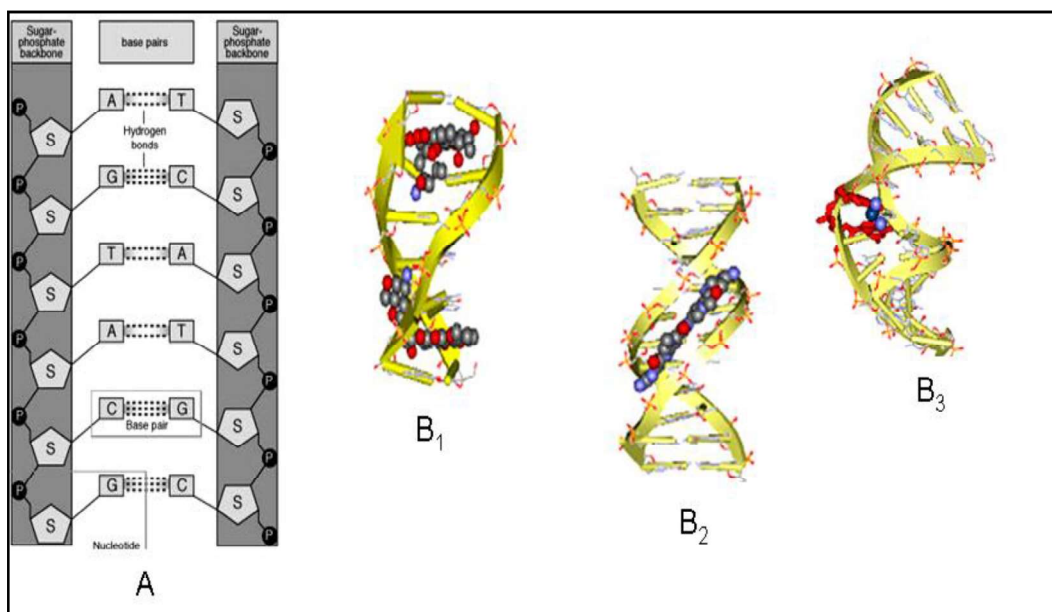 Sugar-
phosphate
backbone
base pairs
Sugar-
phosphate
backbone
P
A
T
S
S
Hydrogen
bonds
P
P
G
C
S
S
P
P
T
A
S
S
P
P
A
T
S
S
P
P
C
G
Base pair
S
S
P
P
G
C
S
S
P
Nucleotide
A
B1
B2
B3